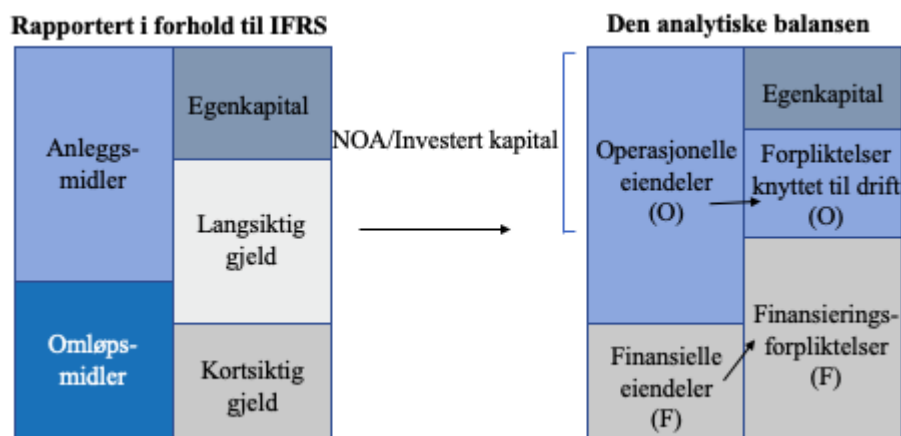 Rapportert i forhold til IFRS
Anleggs-
midler
Omløps-
midler
Egenkapital
Langsiktig
gjeld
Kortsiktig
gjeld
NOA/Investert kapital
Den analytiske balansen
Operasjonelle
eiendeler
(O)
Finansielle
eiendeler
(F)
Egenkapital
Forpliktelser
knyttet til drift
(O)
Finansierings-
forpliktelser
(F)